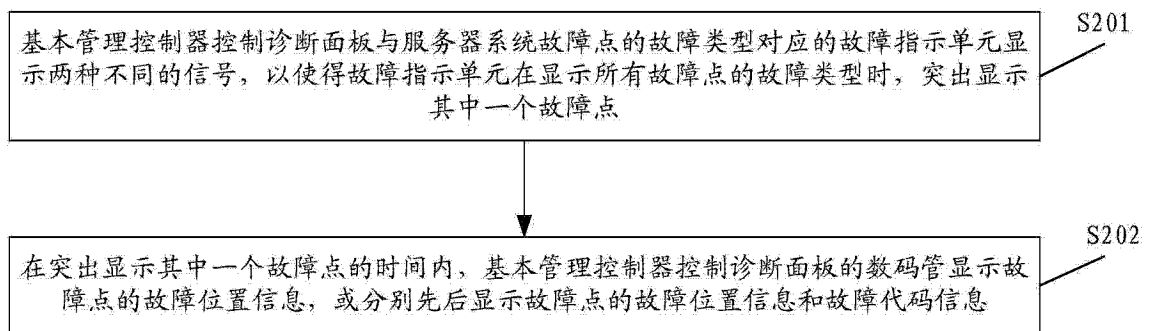 S201
基本管理控制器控制诊断面板与服务器系统故障点的故障类型对应的故障指示单元显
示两种不同的信号，以使得故障指示单元在显示所有故障点的故障类型时，突出显示
其中一个故障点
S202
在突出显示其中一个故障点的时间内，基本管理控制器控制诊断面板的数码管显示故
障点的故障位置信息，或分别先后显示故障点的故障位置信息和故障代码信息